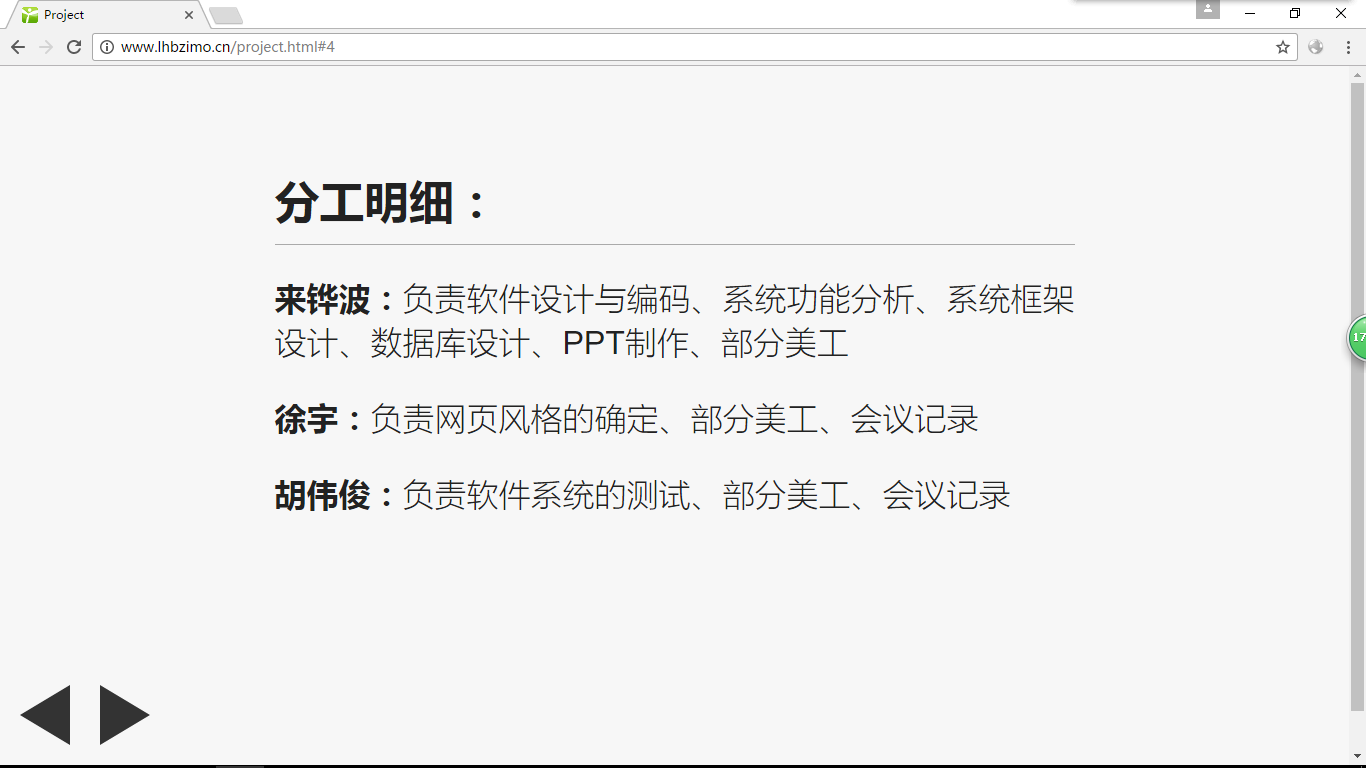 Project
www.lhbzimo.cn/project.html#4
分工明细：
来铧波：负责软件设计与编码、系统功能分析、系统框架
设计、数据库设计、PPT制作、部分美工
徐宇：负责网页风格的确定、部分美工、会议记录
胡伟俊：负责软件系统的测试、部分美工、会议记录
17